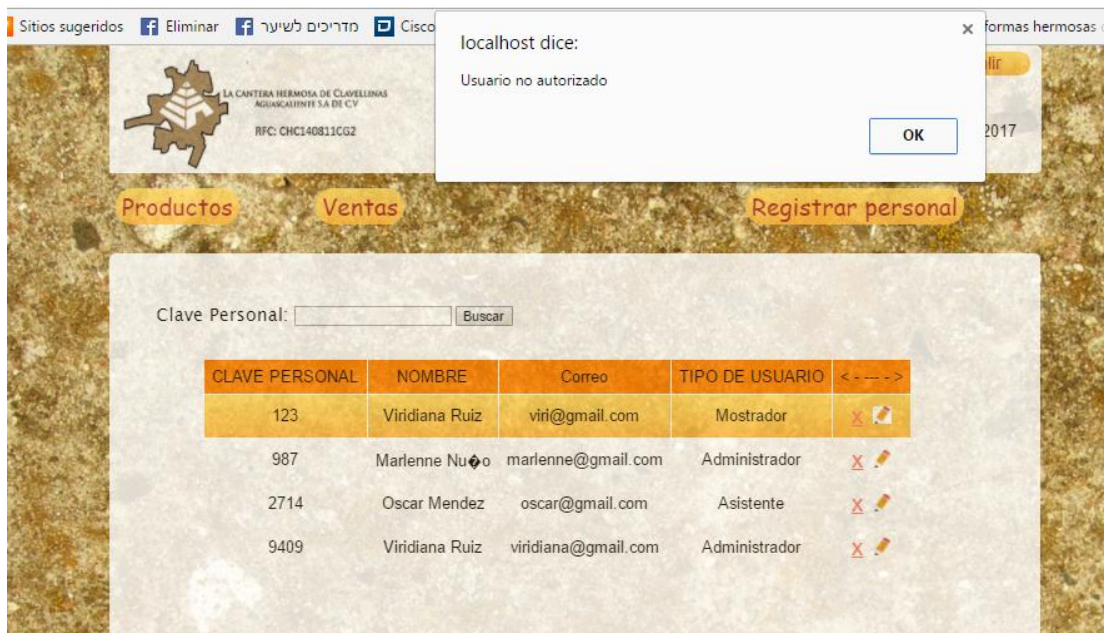 Sitios sugeridos Eliminar מדריכים לשיער Cisco formas hermosas
localhost dice:
Usuario no autorizado
OK
LA CANTERA HERMOSA DE CLAVELLINAS
AGUASCALIENTE S.A DE C.V
RFC: CHC140811CG2
2017
Productos Ventas Registrar personal
Clave Personal: Buscar
CLAVE PERSONAL NOMBRE Correo TIPO DE USUARIO < - --- - >
123 Viridiana Ruiz viri@gmail.com Mostrador X
987 Marlenne Nu�o marlenne@gmail.com Administrador X
2714 Oscar Mendez oscar@gmail.com Asistente X
9409 Viridiana Ruiz viridiana@gmail.com Administrador X